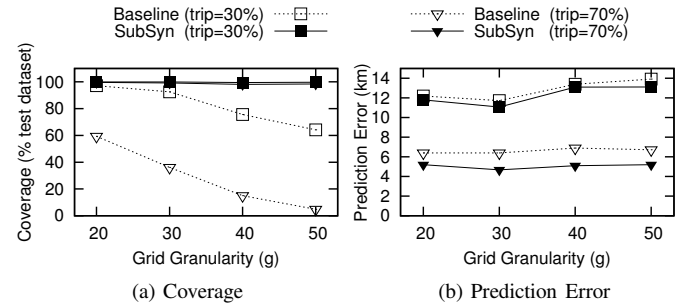 Baseline (trip=30%)
SubSyn (trip=30%)
Baseline (trip=70%)
SubSyn (trip=70%)
Coverage (% test dataset)
100
80
60
40
20
0
20 30 40 50
Grid Granularity (g)
(a) Coverage
Prediction Error (km)
14
12
10
8
6
4
2
0
20 30 40 50
Grid Granularity (g)
(b) Prediction Error